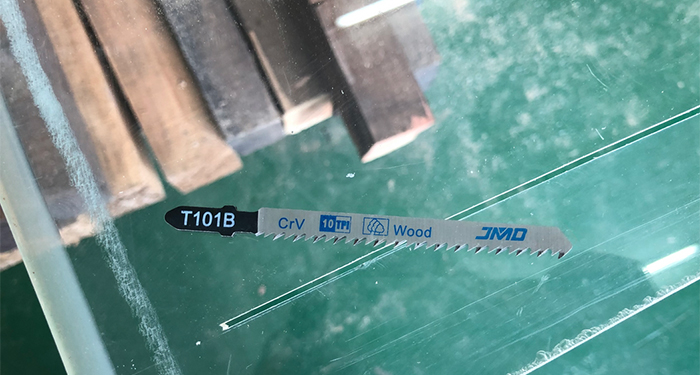 T101B CrV 10 TPI Wood JMD